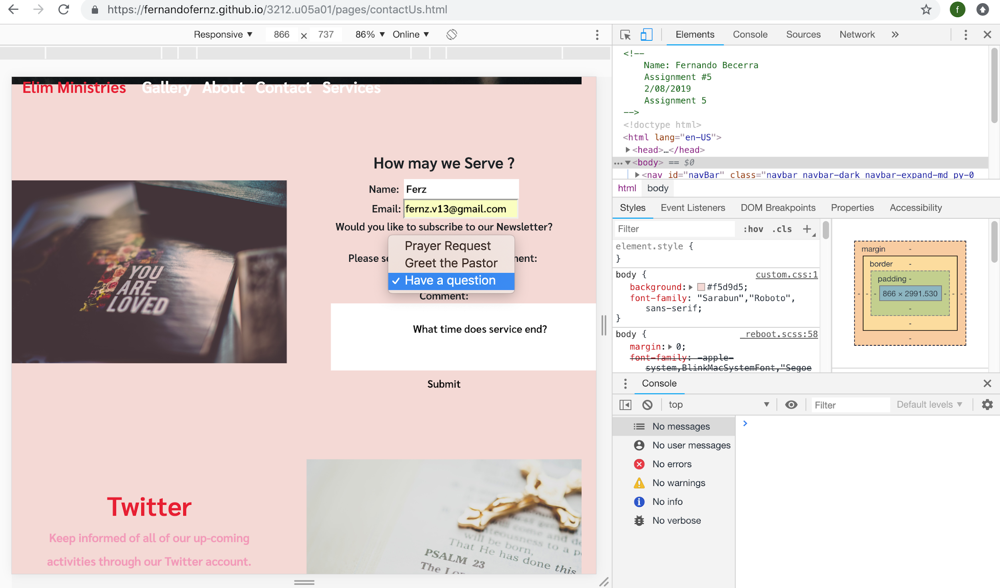 https://fernandofernz.github.io/3212.u05a01/pages/contactUs.html
f
Responsive ▼ 866 × 737 86% ▼ Online ▼
Elim Ministries Gallery About Contact Services
How may we Serve ?
Name: Ferz
Email: fernz.v13@gmail.com
Would you like to subscribe to our Newsletter?
Prayer Request
Please
Greet the Pastor
✓ Have a question
Comment:
What time does service end?
Submit
YOU
ARE
LOVED
Twitter
Keep informed of all of our up-coming
activities through our Twitter account.
will be born,
That He has done this
PSALM 23
The
Elements Console Sources Network »
<!--
Name: Fernando Becerra
Assignment #5
2/08/2019
Assignment 5
-->
<!doctype html>
<html lang="en-US">
▶<head>…</head>
…▼<body> == $0
▶<nav id="navBar" class="navbar navbar-dark navbar-expand-md py-0
html body
Styles Event Listeners DOM Breakpoints Properties Accessibility
Filter :hov .cls +
element.style {
}
body { custom.css:1
background:▶ #f5d9d5;
font-family: "Sarabun","Roboto",
sans-serif;
}
body { _reboot.scss:58
margin:▶ 0;
font-family: -apple-
system,BlinkMacSystemFont,"Segoe
margin -
border -
padding -
- - - 866 × 2991.530 - - -
-
-
-
Console
top ▼ Filter Default levels ▼
No messages
No user messages
No errors
No warnings
No info
No verbose